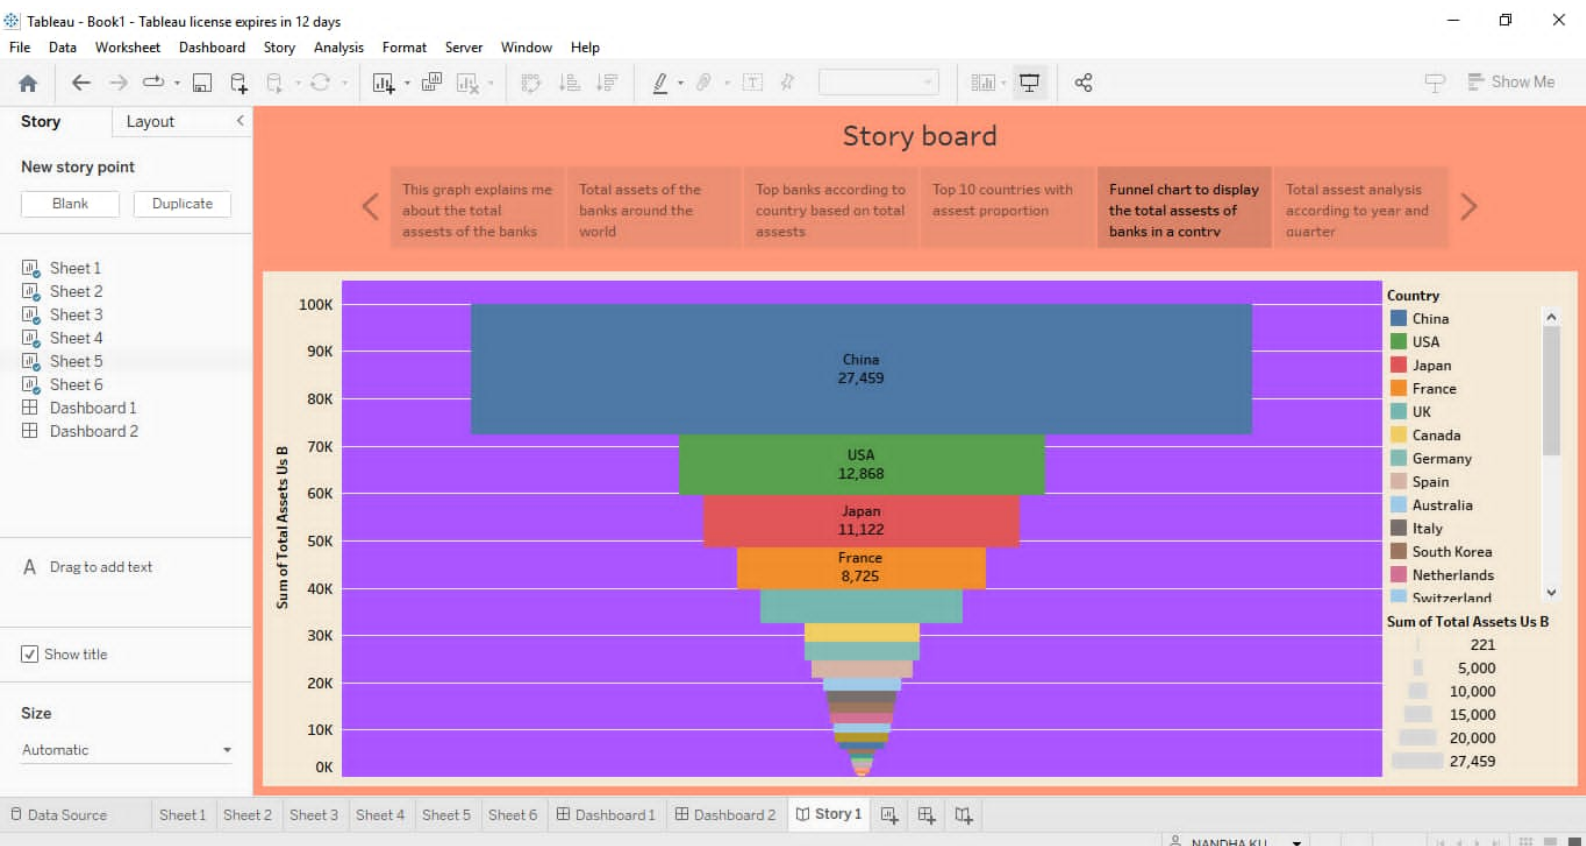 Tableau - Book1 - Tableau license expires in 12 days
File Data Worksheet Dashboard Story Analysis Format Server Window Help
Show Me
Story Layout
New story point
Blank Duplicate
Sheet 1
Sheet 2
Sheet 3
Sheet 4
Sheet 5
Sheet 6
Dashboard 1
Dashboard 2
A Drag to add text
Show title
Size
Automatic
Story board
This graph explains me
about the total
assests of the banks
Total assets of the
banks around the
world
Top banks according to
country based on total
assests
Top 10 countries with
assest proportion
Funnel chart to display
the total assests of
banks in a contry
Total assest analysis
according to year and
quarter
Sum of Total Assets Us B
100K
90K
80K
70K
60K
50K
40K
30K
20K
10K
0K
China
27,459
USA
12,868
Japan
11,122
France
8,725
Country
China
USA
Japan
France
UK
Canada
Germany
Spain
Australia
Italy
South Korea
Netherlands
Switzerland
Sum of Total Assets Us B
221
5,000
10,000
15,000
20,000
27,459
Data Source Sheet 1 Sheet 2 Sheet 3 Sheet 4 Sheet 5 Sheet 6 Dashboard 1 Dashboard 2 Story 1
NANDHA KU